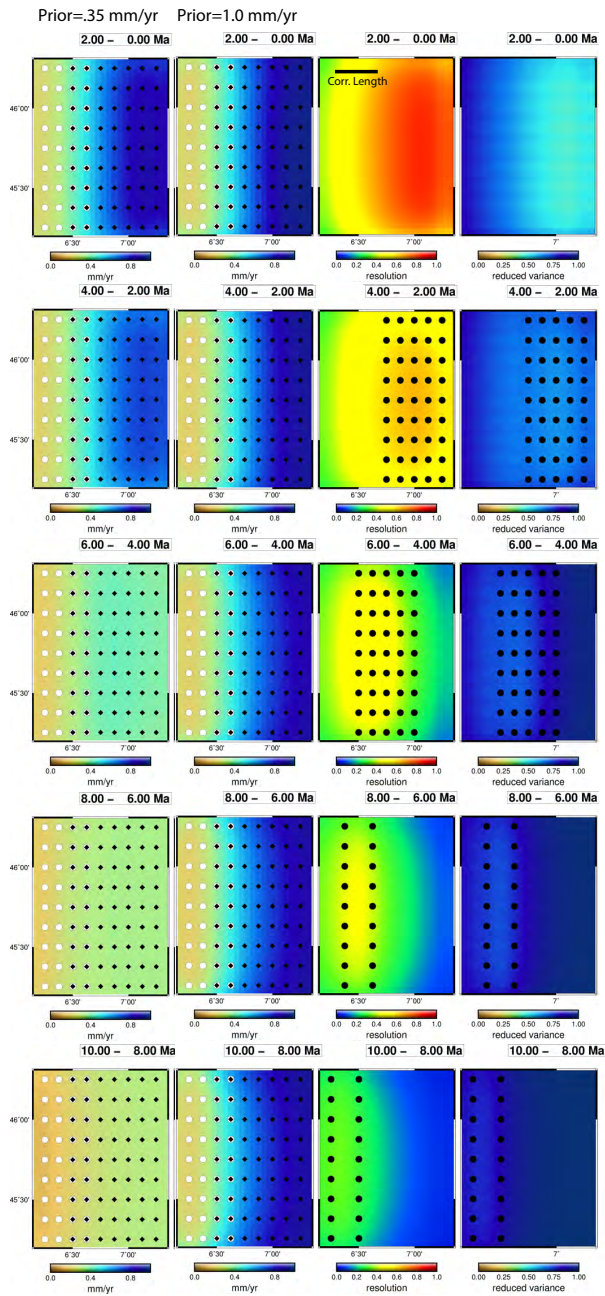 Prior=.35 mm/yr Prior=1.0 mm/yr
2.00 – 0.00 Ma 2.00 – 0.00 Ma 2.00 – 0.00 Ma 2.00 – 0.00 Ma
Corr. Length
46˚00'
45˚30'
6˚30' 7˚00' 6˚30' 7˚00' 6˚30' 7˚00' 7˚
0.0 0.4 0.8 0.0 0.4 0.8 0.0 0.2 0.4 0.6 0.8 1.0 0.00 0.25 0.50 0.75 1.00
mm/yr mm/yr resolution reduced variance
4.00 – 2.00 Ma 4.00 – 2.00 Ma 4.00 – 2.00 Ma 4.00 – 2.00 Ma
46˚00'
45˚30'
6˚30' 7˚00' 6˚30' 7˚00' 6˚30' 7˚00' 7˚
0.0 0.4 0.8 0.0 0.4 0.8 0.0 0.2 0.4 0.6 0.8 1.0 0.00 0.25 0.50 0.75 1.00
mm/yr mm/yr resolution reduced variance
6.00 – 4.00 Ma 6.00 – 4.00 Ma 6.00 – 4.00 Ma 6.00 – 4.00 Ma
46˚00'
45˚30'
6˚30' 7˚00' 6˚30' 7˚00' 6˚30' 7˚00' 7˚
0.0 0.4 0.8 0.0 0.4 0.8 0.0 0.2 0.4 0.6 0.8 1.0 0.00 0.25 0.50 0.75 1.00
mm/yr mm/yr resolution reduced variance
8.00 – 6.00 Ma 8.00 – 6.00 Ma 8.00 – 6.00 Ma 8.00 – 6.00 Ma
46˚00'
45˚30'
6˚30' 7˚00' 6˚30' 7˚00' 6˚30' 7˚00' 7˚
0.0 0.4 0.8 0.0 0.4 0.8 0.0 0.2 0.4 0.6 0.8 1.0 0.00 0.25 0.50 0.75 1.00
mm/yr mm/yr resolution reduced variance
10.00 – 8.00 Ma 10.00 – 8.00 Ma 10.00 – 8.00 Ma 10.00 – 8.00 Ma
46˚00'
45˚30'
6˚30' 7˚00' 6˚30' 7˚00' 6˚30' 7˚00' 7˚
0.0 0.4 0.8 0.0 0.4 0.8 0.0 0.2 0.4 0.6 0.8 1.0 0.00 0.25 0.50 0.75 1.00
mm/yr mm/yr resolution reduced variance